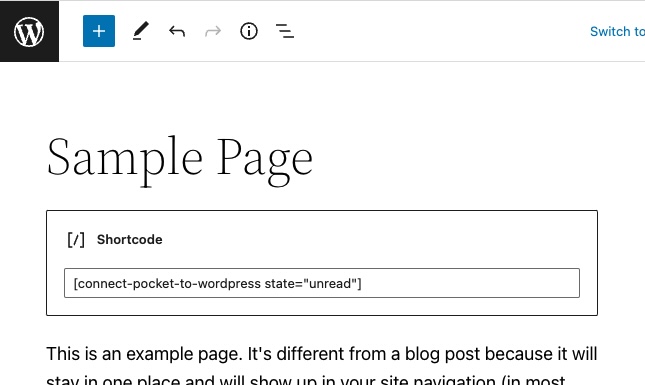 Switch to
Sample Page
[/] Shortcode
[connect-pocket-to-wordpress state="unread"]
This is an example page. It's different from a blog post because it will
stay in one place and will show up in your site navigation (in most